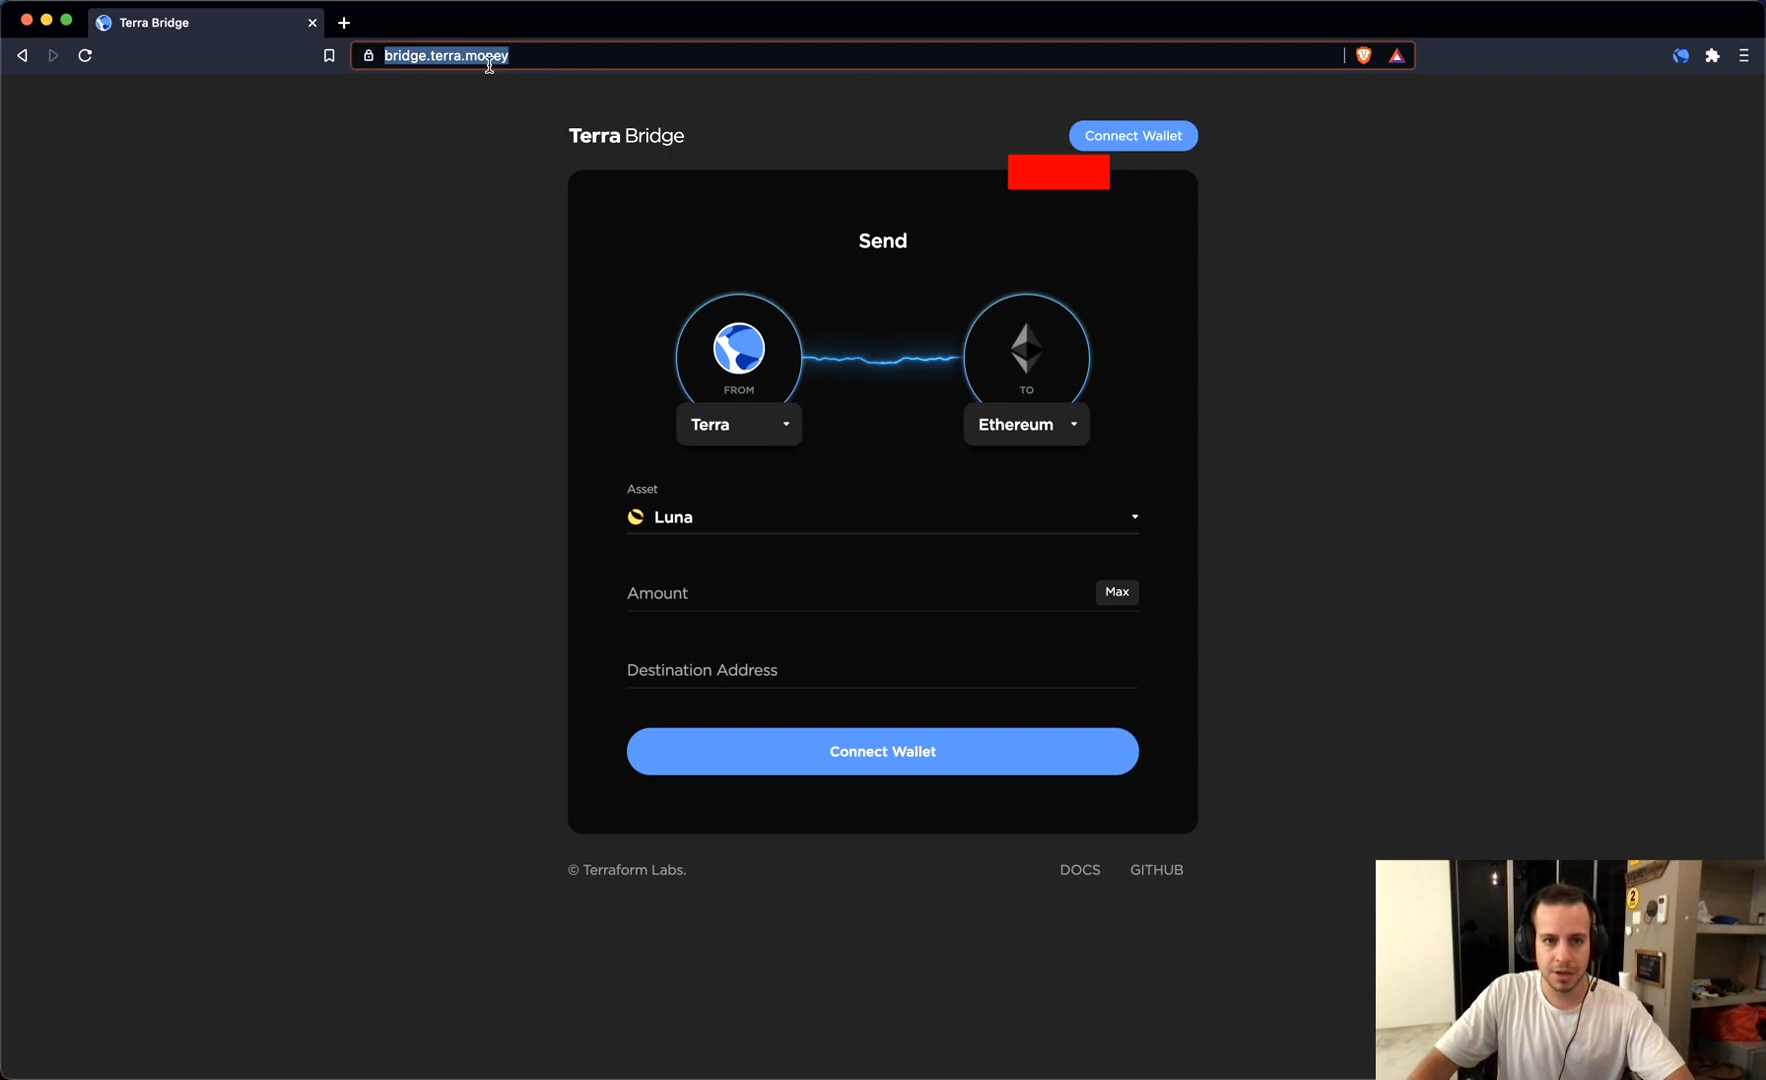 Terra Bridge
bridge.terra.money
Terra Bridge
Connect Wallet
Send
FROM
TO
Terra
Ethereum
Asset
Luna
Amount
Max
Destination Address
Connect Wallet
© Terraform Labs.
DOCS
GITHUB
2